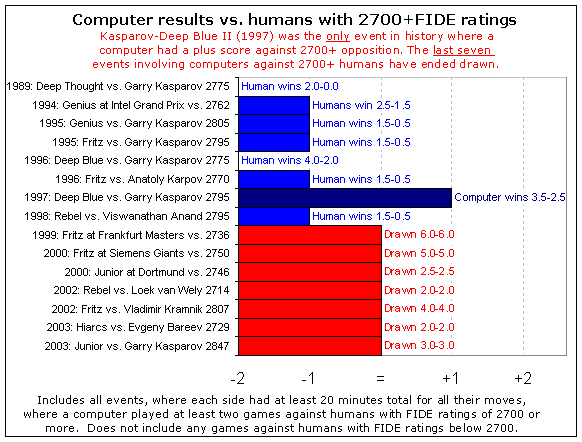 Computer results vs. humans with 2700+FIDE ratings
Kasparov-Deep Blue II (1997) was the only event in history where a
computer had a plus score against 2700+ opposition. The last seven
events involving computers against 2700+ humans have ended drawn.
1989: Deep Thought vs. Garry Kasparov 2775 Human wins 2.0-0.0
1994: Genius at Intel Grand Prix vs. 2762 Humans win 2.5-1.5
1995: Genius vs. Garry Kasparov 2805 Human wins 1.5-0.5
1995: Fritz vs. Garry Kasparov 2795 Human wins 1.5-0.5
1996: Deep Blue vs. Garry Kasparov 2775 Human wins 4.0-2.0
1996: Fritz vs. Anatoly Karpov 2770 Human wins 1.5-0.5
1997: Deep Blue vs. Garry Kasparov 2795 Computer wins 3.5-2.5
1998: Rebel vs. Viswanathan Anand 2795 Human wins 1.5-0.5
1999: Fritz at Frankfurt Masters vs. 2736 Drawn 6.0-6.0
2000: Fritz at Siemens Giants vs. 2750 Drawn 5.0-5.0
2000: Junior at Dortmund vs. 2746 Drawn 2.5-2.5
2002: Rebel vs. Loek van Wely 2714 Drawn 2.0-2.0
2002: Fritz vs. Vladimir Kramnik 2807 Drawn 4.0-4.0
2003: Hiarcs vs. Evgeny Bareev 2729 Drawn 2.0-2.0
2003: Junior vs. Garry Kasparov 2847 Drawn 3.0-3.0
-2 -1 = +1 +2
Includes all events, where each side had at least 20 minutes total for all their moves,
where a computer played at least two games against humans with FIDE ratings of 2700 or
more. Does not include any games against humans with FIDE ratings below 2700.